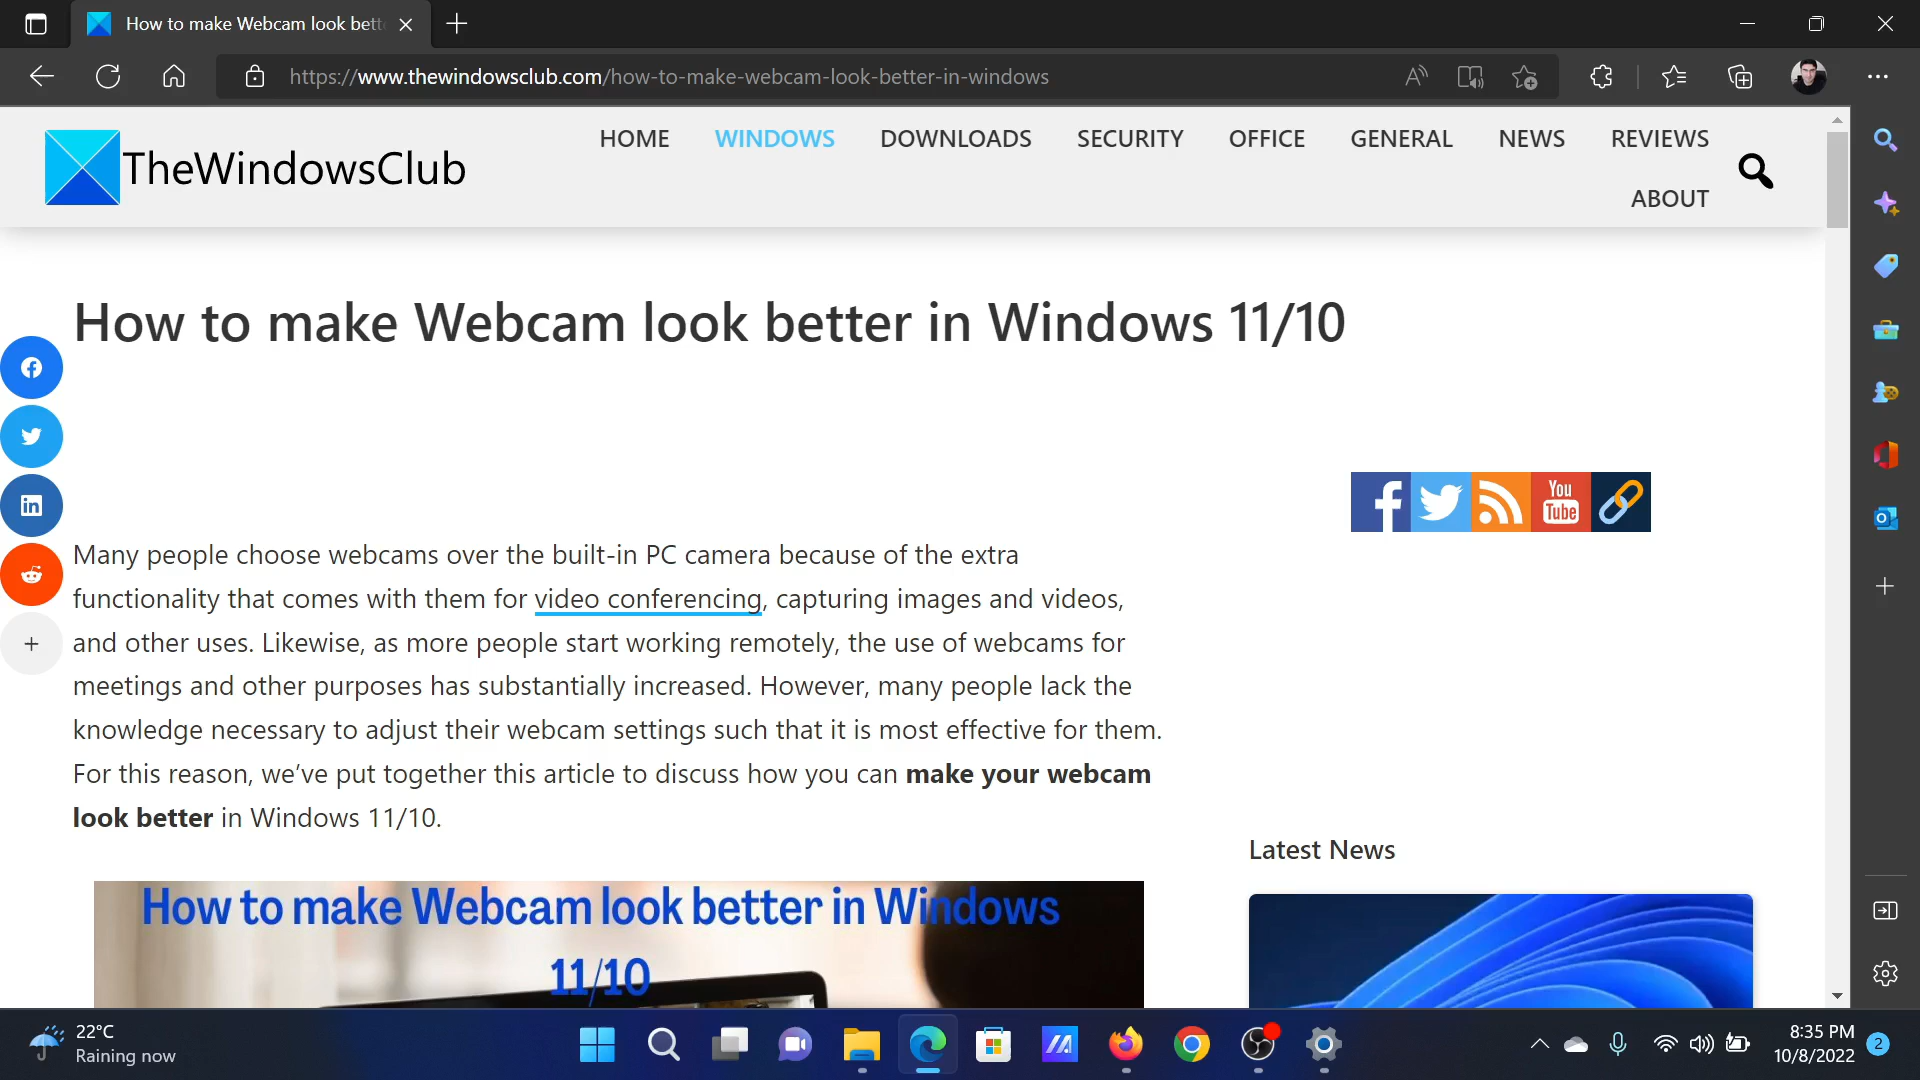 How to make Webcam look bett
https://www.thewindowsclub.com/how-to-make-webcam-look-better-in-windows
TheWindowsClub
HOME WINDOWS DOWNLOADS SECURITY OFFICE GENERAL NEWS REVIEWS
ABOUT
How to make Webcam look better in Windows 11/10
You
Tube
Many people choose webcams over the built-in PC camera because of the extra
functionality that comes with them for video conferencing, capturing images and videos,
and other uses. Likewise, as more people start working remotely, the use of webcams for
meetings and other purposes has substantially increased. However, many people lack the
knowledge necessary to adjust their webcam settings such that it is most effective for them.
For this reason, we’ve put together this article to discuss how you can make your webcam
look better in Windows 11/10.
Latest News
How to make Webcam look better in Windows
11/10
22°C
Raining now
8:35 PM
10/8/2022
2